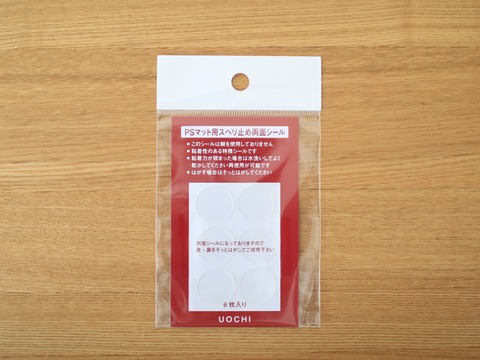 PSマット用スベリ止め両面シール
● このシールは糊を使用しておりません
● 粘着性のある特殊シールです
● 粘着力が弱まった場合は水洗いしてよく
乾かしてください再使用が可能です
● はがす場合はそっとはがしてください
両面シールになっておりますので
表・裏をそっとはがしてご使用下さい
6枚入り
UOCHI